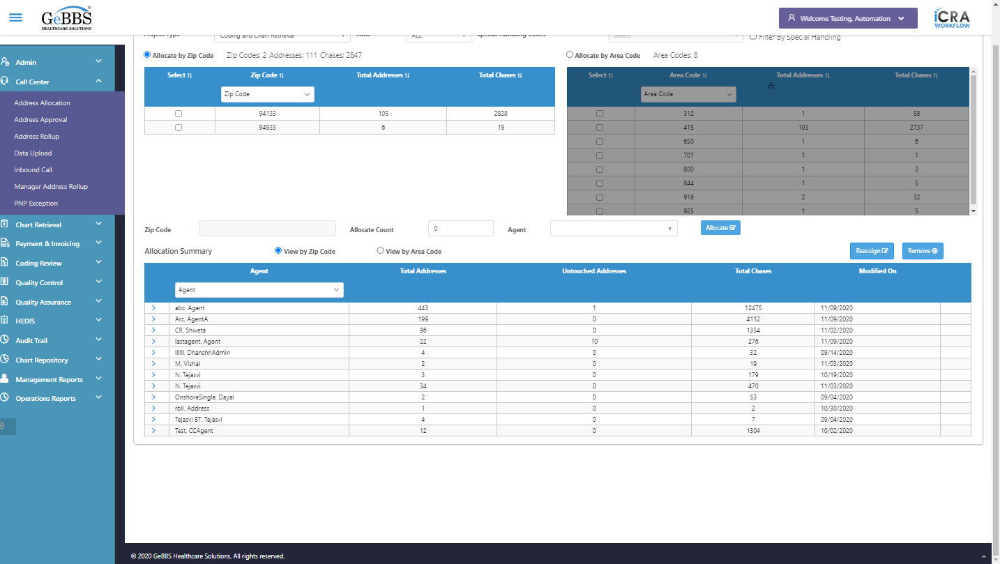 GeBBS
HEALTHCARE SOLUTIONS
Welcome Testing, Automation
iCRA
WORKFLOW
Project Type Coding and Chart Retrieval State ALL Special Handling Codes Select Filter By Special Handling
Admin
Call Center
Address Allocation
Address Approval
Address Rollup
Data Upload
Inbound Call
Manager Address Rollup
PNP Exception
Chart Retrieval
Payment & Invoicing
Coding Review
Quality Control
Quality Assurance
HEDIS
Audit Trail
Chart Repository
Management Reports
Operations Reports
Allocate by Zip Code Zip Codes: 2 Addresses: 111 Chases: 2847
Select Zip Code Total Addresses Total Chases
Zip Code
94133 105 2828
94933 6 19
Allocate by Area Code Area Codes: 8
Select Area Code Total Addresses Total Chases
Area Code
312 1 58
415 103 2737
650 1 6
707 1 1
800 1 3
844 1 5
916 2 32
925 1 5
Zip Code Allocate Count 0 Agent Allocate
Allocation Summary View by Zip Code View by Area Code Reassign Remove
Agent Total Addresses Untouched Addresses Total Chases Modified On
Agent
abc, Agent 443 1 12475 11/09/2020
Arc, AgentA 199 0 4112 11/09/2020
CR, Shweta 96 0 1354 11/02/2020
lastagent, Agent 22 10 276 11/09/2020
llllll, DhanshriAdmin 4 0 32 09/14/2020
M, Vishal 2 0 19 11/03/2020
N, Tejasvi 3 0 179 10/19/2020
N, Tejasvi 34 0 470 11/03/2020
OnshoreSingle, Dayal 2 0 53 09/04/2020
roll, Address 1 0 2 10/30/2020
Tejasvi BT, Tejasvi 4 0 7 09/04/2020
Test, CCAgent 12 0 1304 10/02/2020
© 2020 GeBBS Healthcare Solutions, All rights reserved.